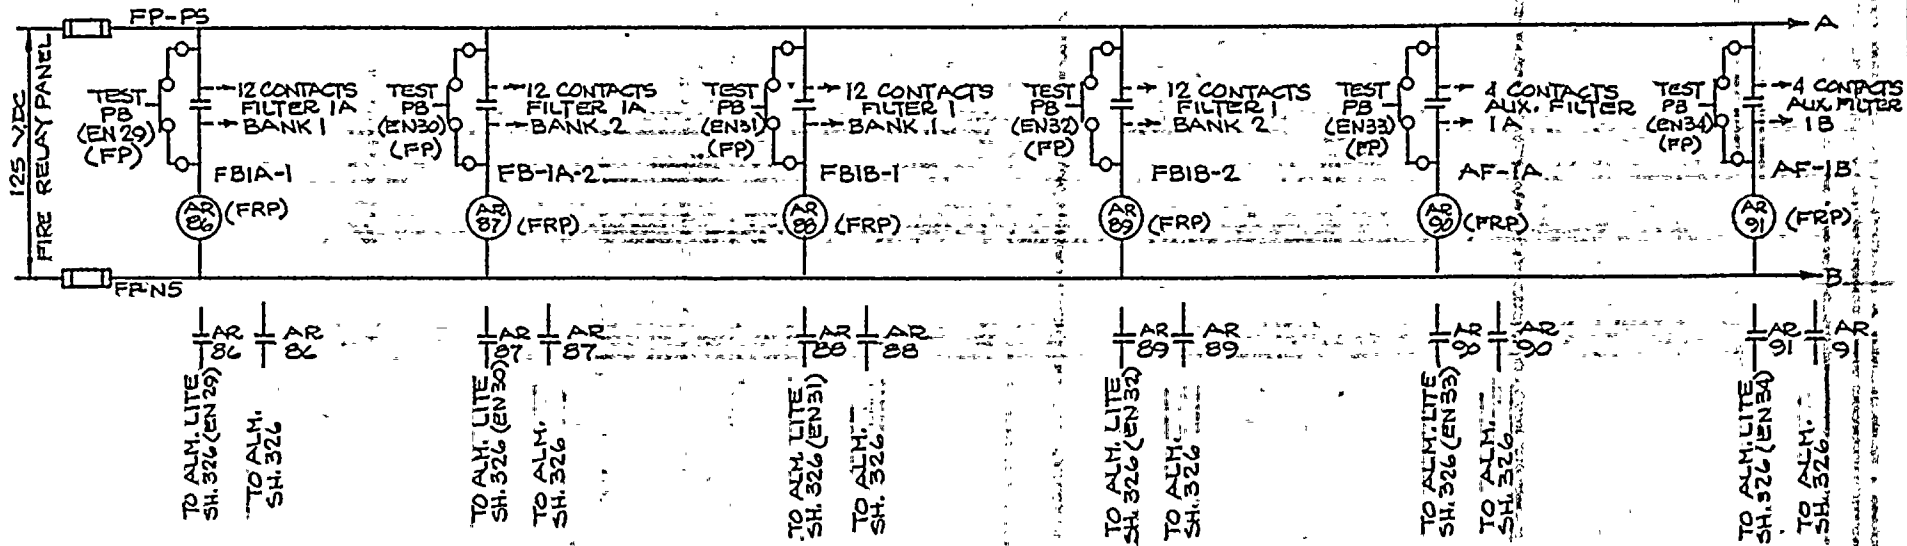 FP-PS
A
125 VDC
FIRE RELAY PANEL
TEST
PB
(EN29)
(FP)
12 CONTACTS
FILTER 1A
BANK 1
FB1A-1
AR
86
(FRP)
TEST
PB
(EN30)
(FP)
12 CONTACTS
FILTER 1A
BANK 2
FB-1A-2
AR
87
(FRP)
TEST
PB
(EN31)
(FP)
12 CONTACTS
FILTER 1
BANK 1
FB1B-1
AR
88
(FRP)
TEST
PB
(EN32)
(FP)
12 CONTACTS
FILTER 1
BANK 2
FB1B-2
AR
89
(FRP)
TEST
PB
(EN33)
(FP)
4 CONTACTS
AUX. FILTER
1A
AF-1A
AR
90
(FRP)
TEST
PB
(EN34)
(FP)
4 CONTACTS
AUX. FILTER
1B
AF-1B
AR
91
(FRP)
FP-NS
B
AR
86
AR
86
AR
87
AR
87
AR
88
AR
88
AR
89
AR
89
AR
90
AR
90
AR
91
AR
9
TO ALM. LITE
SH. 326 (EN29)
TO ALM.
SH. 326
TO ALM. LITE
SH. 326 (EN30)
TO ALM.
SH. 326
TO ALM. LITE
SH. 326 (EN31)
TO ALM.
SH. 326
TO ALM. LITE
SH. 326 (EN32)
TO ALM.
SH. 326
TO ALM. LITE
SH. 326 (EN33)
TO ALM.
SH. 326
TO ALM. LITE
SH. 326 (EN34)
TO ALM.
SH. 326